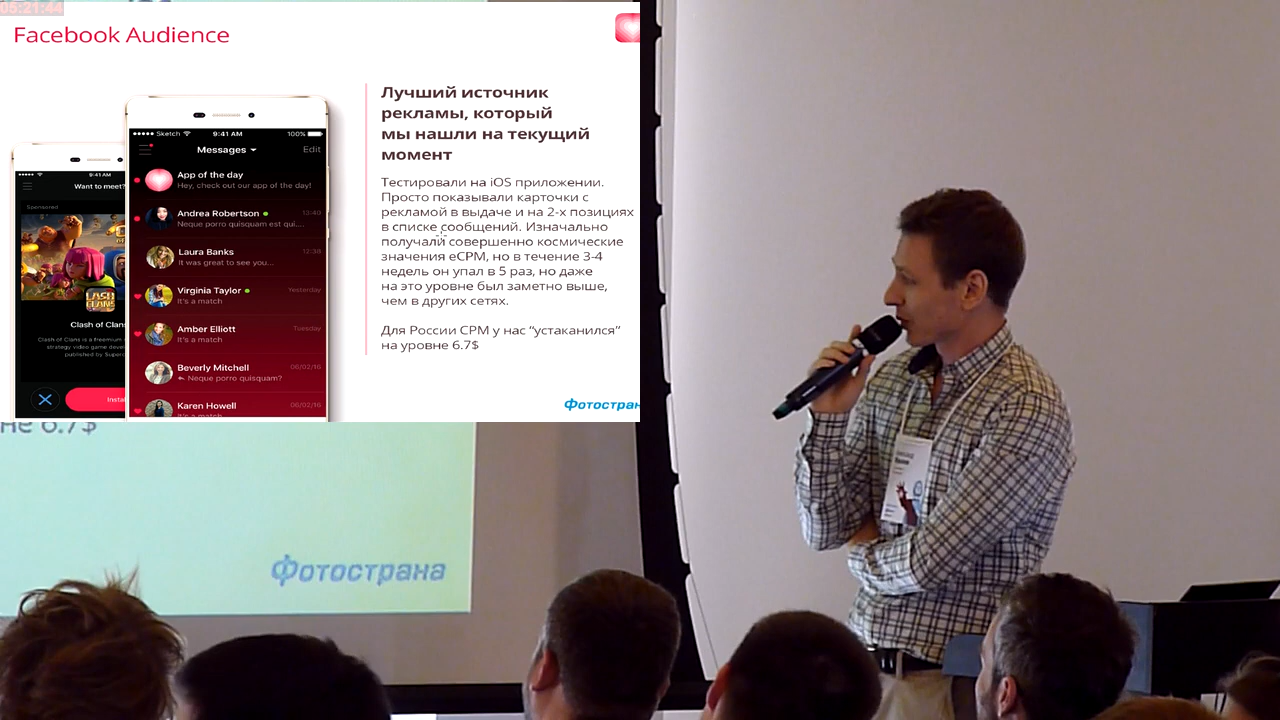 05:21:44
Facebook Audience
Лучший источник
рекламы, который
мы нашли на текущий
момент
Тестировали на iOS приложении.
Просто показывали карточки с
рекламой в выдаче и на 2-х позициях
в списке сообщений. Изначально
получали совершенно космические
значения eCPM, но в течение 3-4
недель он упал в 5 раз, но даже
на это уровне был заметно выше,
чем в других сетях.
Для России CPM у нас “устаканился”
на уровне 6.7$
Фотостран
9:41 AM
Want to meet?
Sponsored
Clash of Clans
Clash of Clans is a freemium
strategy video game devel
published by Superc
Instal
Sketch 9:41 AM 100%
Messages Edit
App of the day
Hey, check out our app of the day!
Andrea Robertson 13:40
Neque porro quisquam est qui....
Laura Banks 12:38
It was great to see you...
Virginia Taylor Yesterday
It's a match
Amber Elliott Tuesday
It's a match
Beverly Mitchell 06/02/16
Neque porro quisquam?
Karen Howell 06/02/16
It's a match
не 6.7$
Фотострана